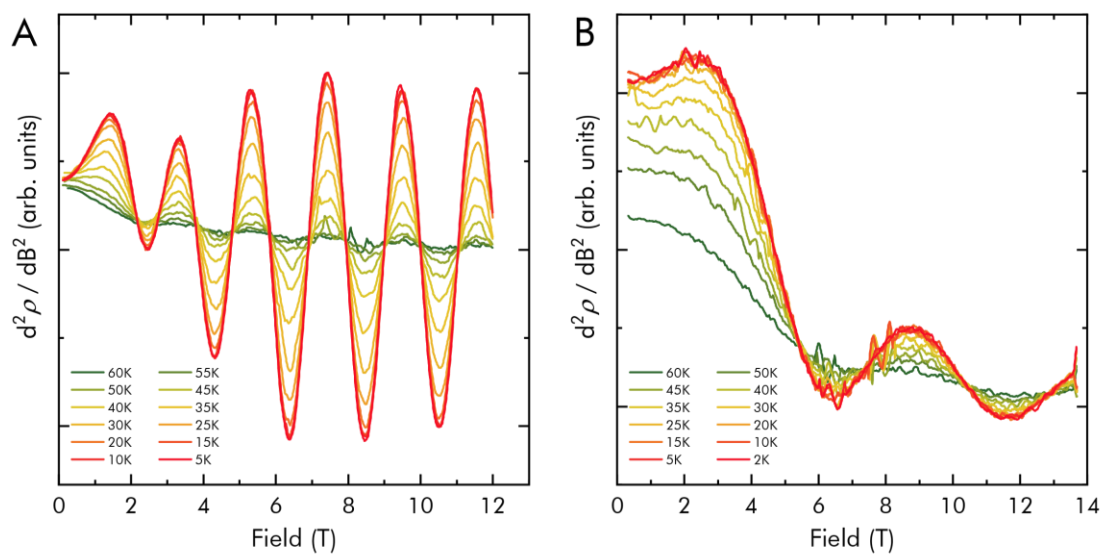 A
d²ρ / dB² (arb. units)
60K 55K
50K 45K
40K 35K
30K 25K
20K 15K
10K 5K
0 2 4 6 8 10 12
Field (T)
B
d²ρ / dB² (arb. units)
60K 50K
45K 40K
35K 30K
25K 20K
15K 10K
5K 2K
0 2 4 6 8 10 12 14
Field (T)